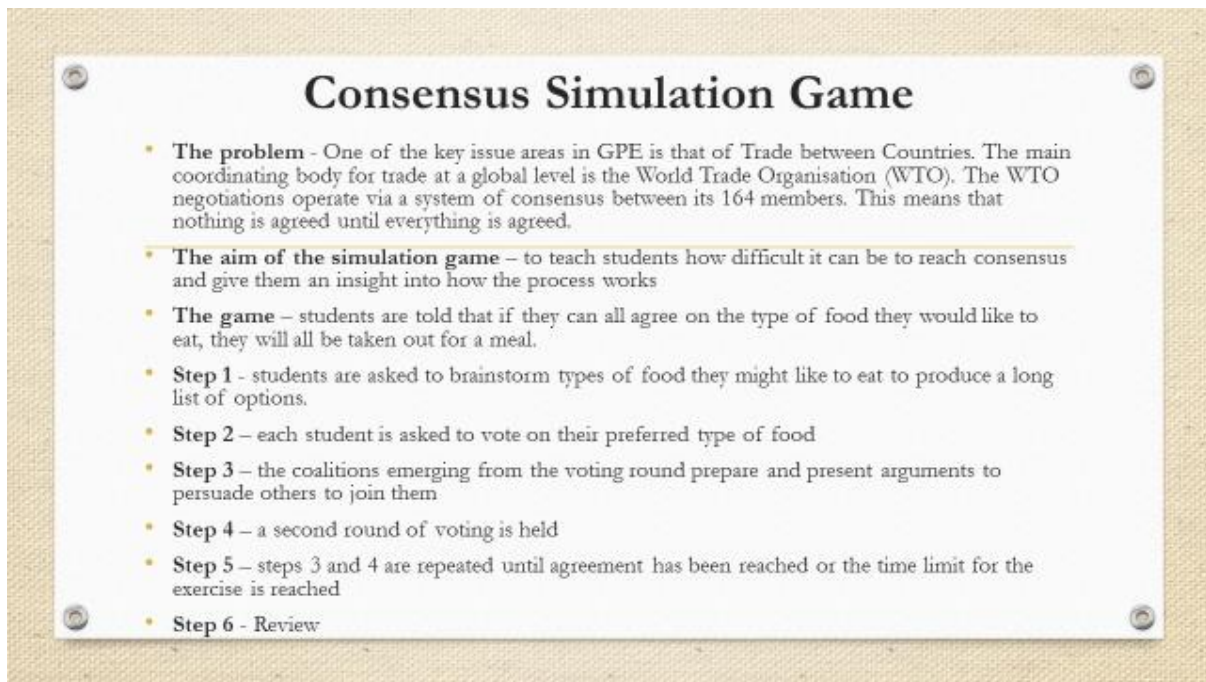 Consensus Simulation Game
• The problem - One of the key issue areas in GPE is that of Trade between Countries. The main
coordinating body for trade at a global level is the World Trade Organisation (WTO). The WTO
negotiations operate via a system of consensus between its 164 members. This means that
nothing is agreed until everything is agreed.
• The aim of the simulation game – to teach students how difficult it can be to reach consensus
and give them an insight into how the process works
• The game – students are told that if they can all agree on the type of food they would like to
eat, they will all be taken out for a meal.
• Step 1 - students are asked to brainstorm types of food they might like to eat to produce a long
list of options.
• Step 2 – each student is asked to vote on their preferred type of food
• Step 3 – the coalitions emerging from the voting round prepare and present arguments to
persuade others to join them
• Step 4 – a second round of voting is held
• Step 5 – steps 3 and 4 are repeated until agreement has been reached or the time limit for the
exercise is reached
• Step 6 - Review